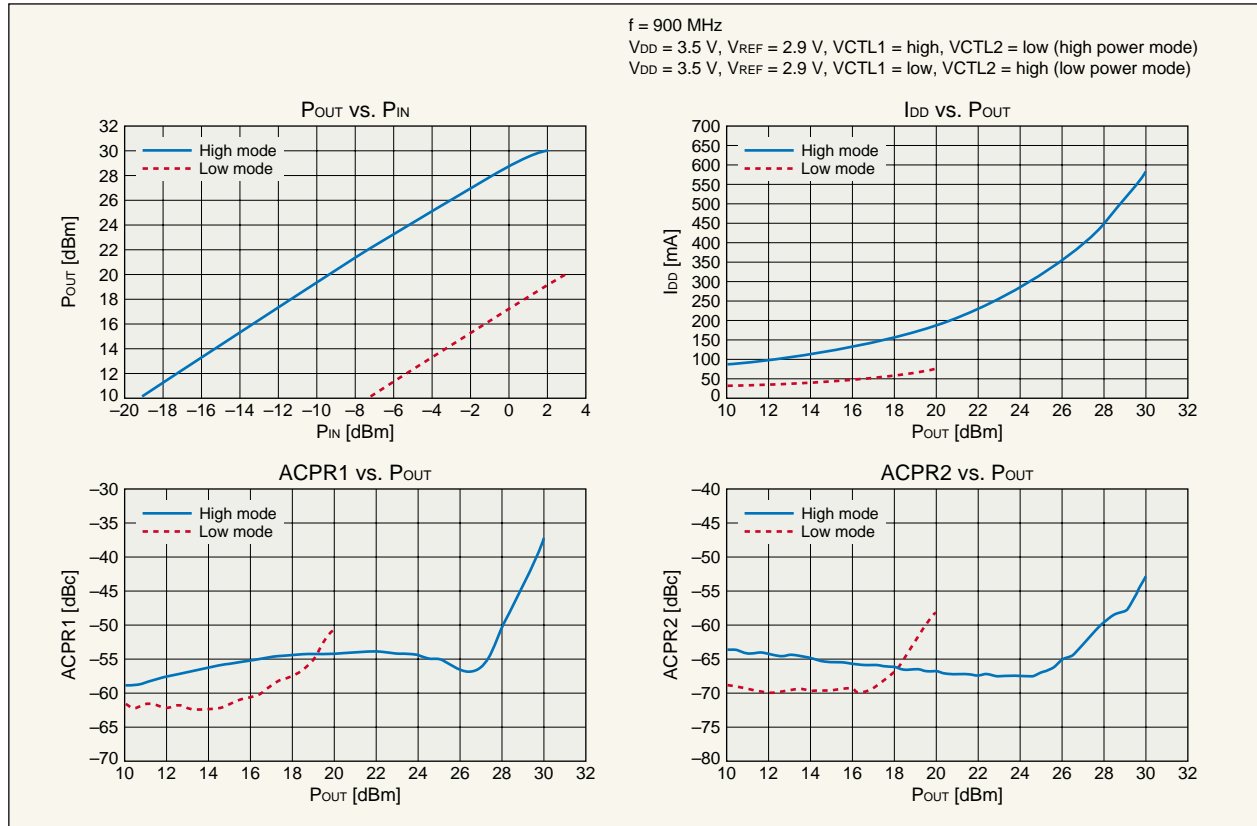 f = 900 MHz
VDD = 3.5 V, VREF = 2.9 V, VCTL1 = high, VCTL2 = low (high power mode)
VDD = 3.5 V, VREF = 2.9 V, VCTL1 = low, VCTL2 = high (low power mode)
POUT vs. PIN
32
30
28
26
24
22
20
18
16
14
12
10
POUT [dBm]
High mode
Low mode
–20 –18 –16 –14 –12 –10 –8 –6 –4 –2 0 2 4
PIN [dBm]
IDD vs. POUT
700
650
600
550
500
450
400
350
300
250
200
150
100
50
0
IDD [mA]
High mode
Low mode
10 12 14 16 18 20 22 24 26 28 30 32
POUT [dBm]
ACPR1 vs. POUT
–30
–35
–40
–45
–50
–55
–60
–65
–70
ACPR1 [dBc]
High mode
Low mode
10 12 14 16 18 20 22 24 26 28 30 32
POUT [dBm]
ACPR2 vs. POUT
–40
–45
–50
–55
–60
–65
–70
–75
–80
ACPR2 [dBc]
High mode
Low mode
10 12 14 16 18 20 22 24 26 28 30 32
POUT [dBm]